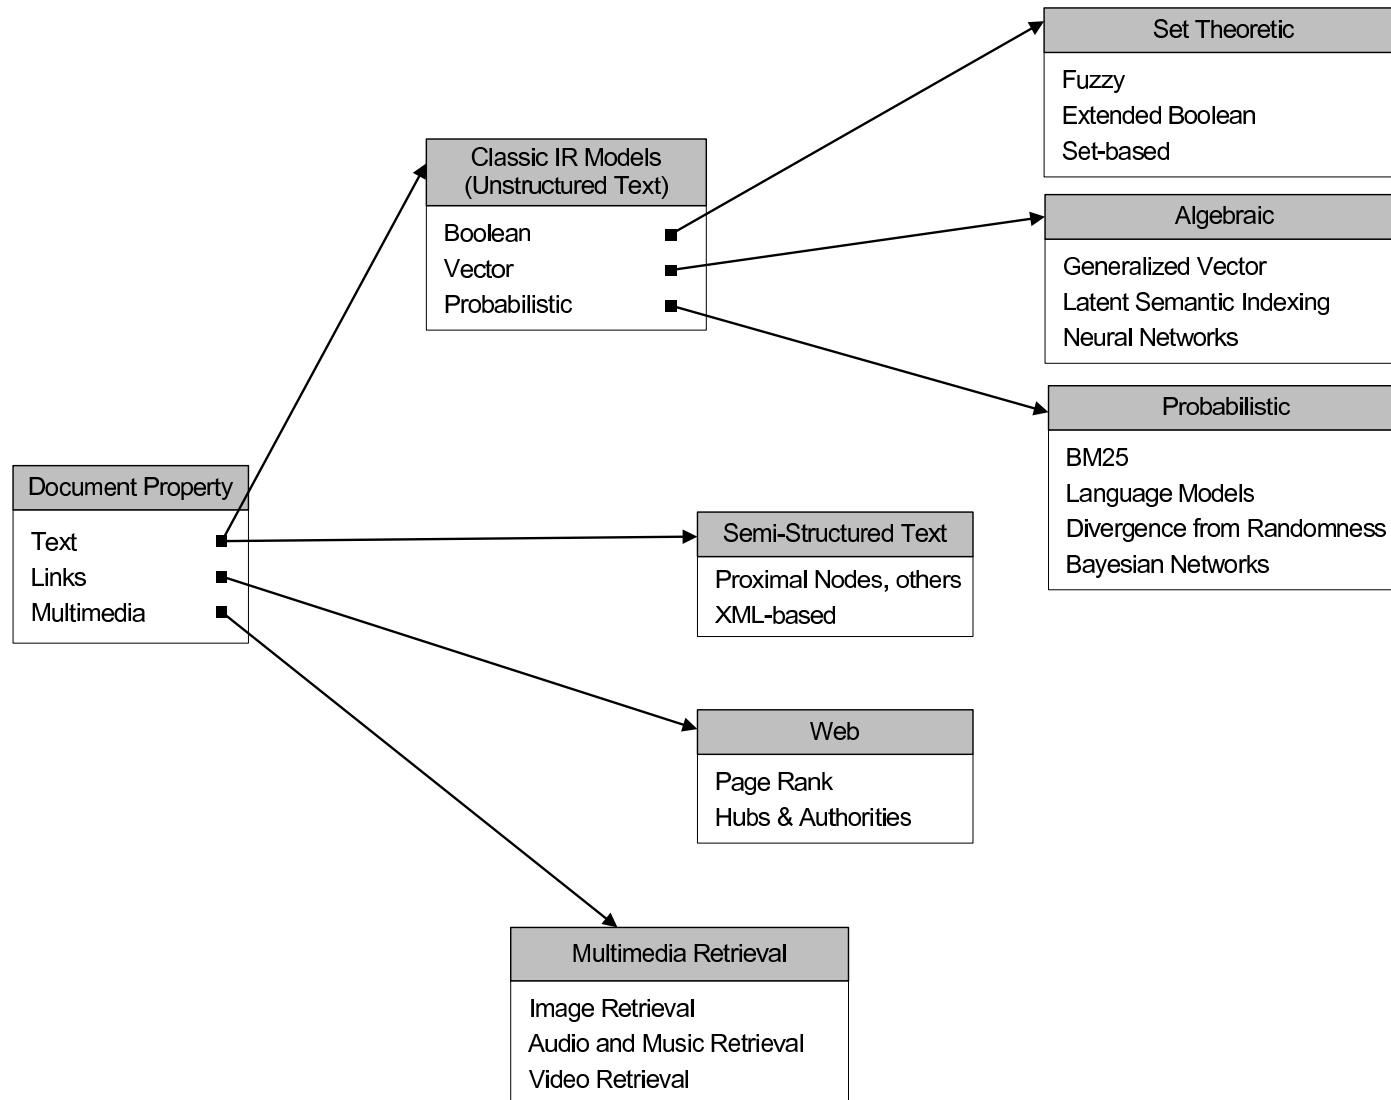 Set Theoretic
Fuzzy
Extended Boolean
Set-based
Classic IR Models
(Unstructured Text)
Boolean
Vector
Probabilistic
Algebraic
Generalized Vector
Latent Semantic Indexing
Neural Networks
Probabilistic
BM25
Language Models
Divergence from Randomness
Bayesian Networks
Document Property
Text
Links
Multimedia
Semi-Structured Text
Proximal Nodes, others
XML-based
Web
Page Rank
Hubs & Authorities
Multimedia Retrieval
Image Retrieval
Audio and Music Retrieval
Video Retrieval